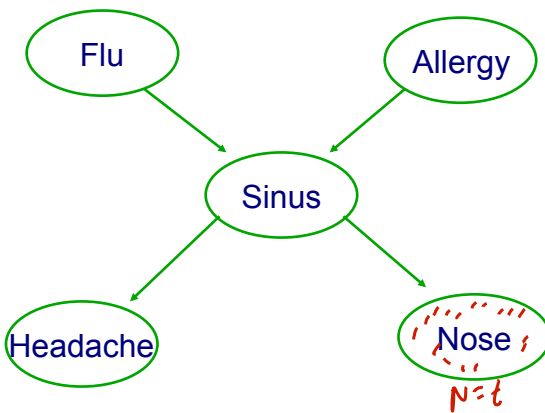 Flu
Allergy
Sinus
Headache
Nose
N=t